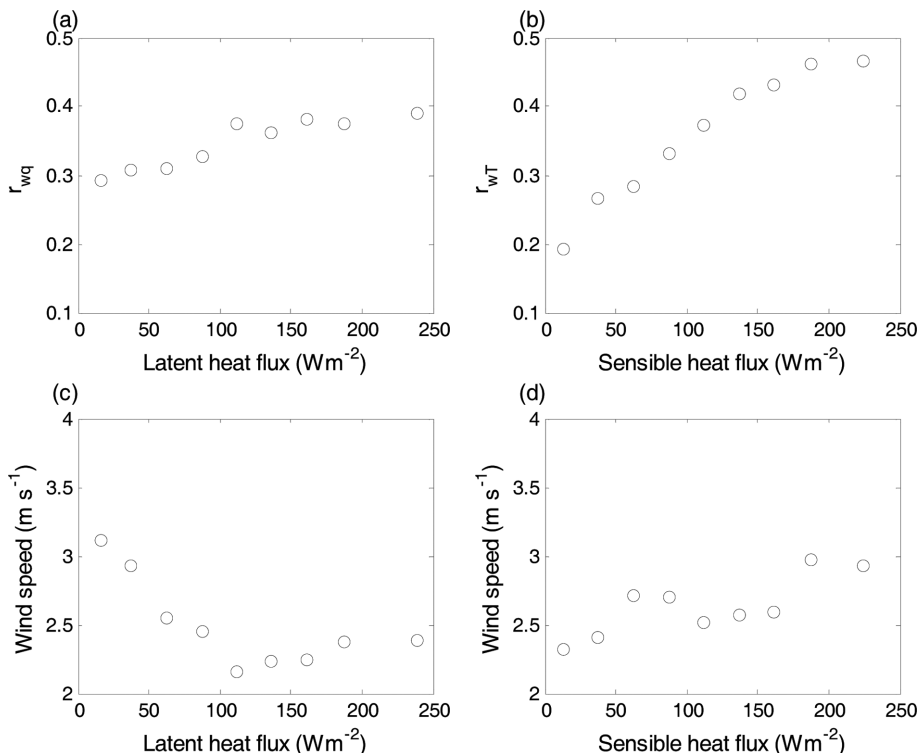 (a)
0.5
0.4
0.3
0.2
0.1
r_wq
0 50 100 150 200 250
Latent heat flux (Wm⁻²)
(b)
0.5
0.4
0.3
0.2
0.1
r_wT
0 50 100 150 200 250
Sensible heat flux (Wm⁻²)
(c)
4
3.5
3
2.5
2
Wind speed (m s⁻¹)
0 50 100 150 200 250
Latent heat flux (Wm⁻²)
(d)
4
3.5
3
2.5
2
Wind speed (m s⁻¹)
0 50 100 150 200 250
Sensible heat flux (Wm⁻²)